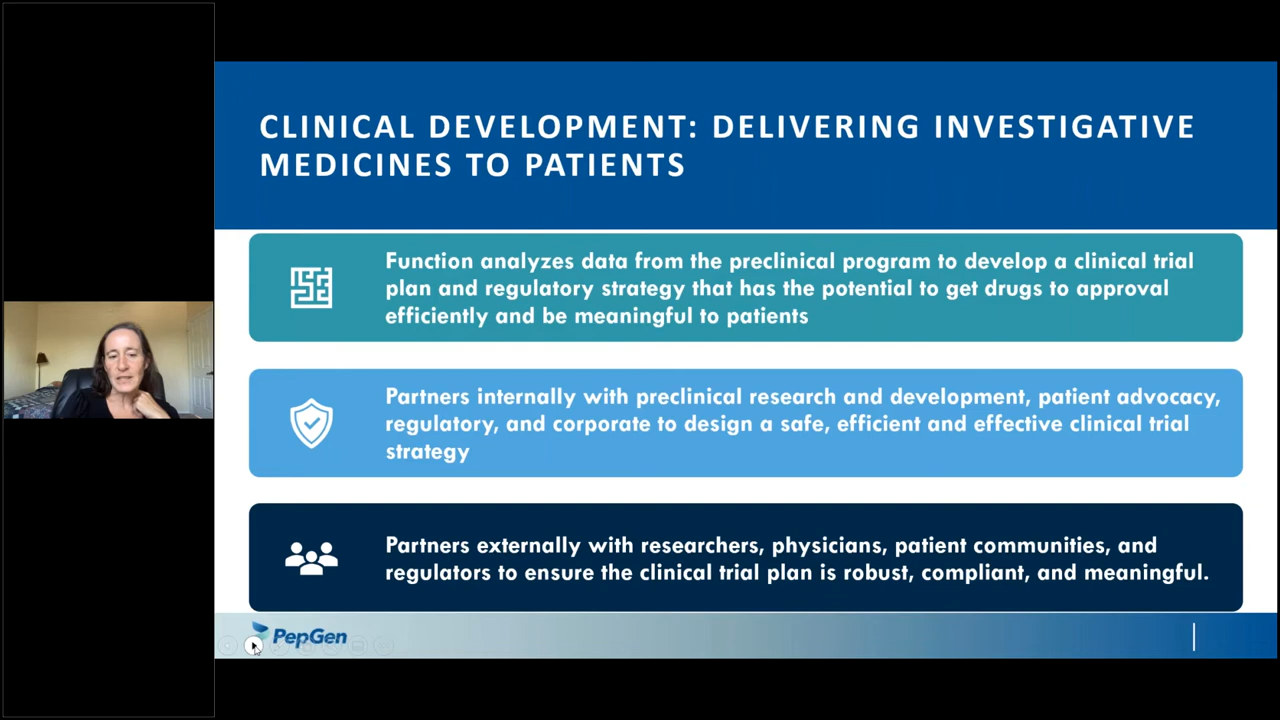 CLINICAL DEVELOPMENT: DELIVERING INVESTIGATIVE
MEDICINES TO PATIENTS
Function analyzes data from the preclinical program to develop a clinical trial
plan and regulatory strategy that has the potential to get drugs to approval
efficiently and be meaningful to patients
Partners internally with preclinical research and development, patient advocacy,
regulatory, and corporate to design a safe, efficient and effective clinical trial
strategy
Partners externally with researchers, physicians, patient communities, and
regulators to ensure the clinical trial plan is robust, compliant, and meaningful.
PepGen